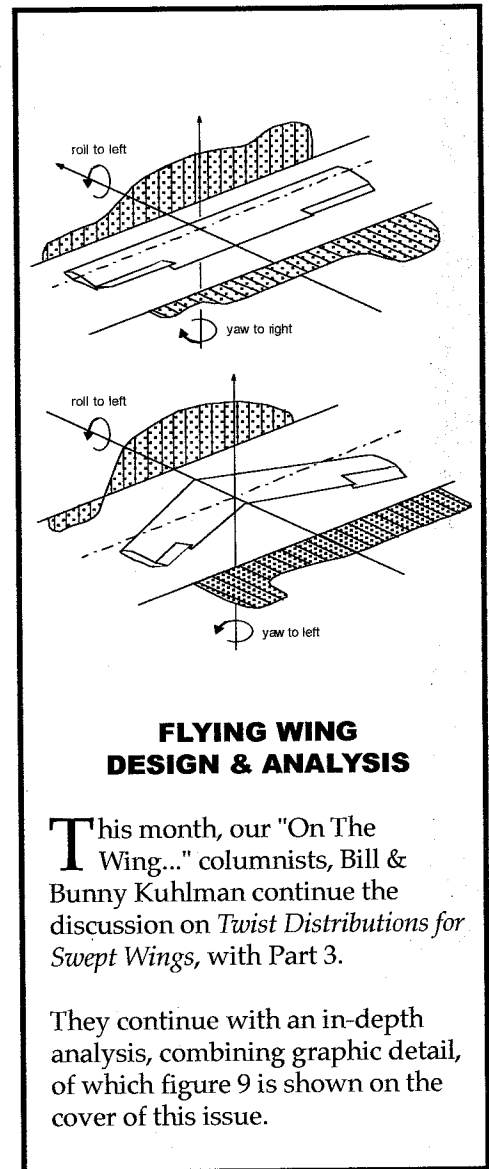 roll to left
yaw to right
roll to left
yaw to left
FLYING WING
DESIGN & ANALYSIS
This month, our "On The
Wing..." columnists, Bill &
Bunny Kuhlman continue the
discussion on Twist Distributions for
Swept Wings, with Part 3.
They continue with an in-depth
analysis, combining graphic detail,
of which figure 9 is shown on the
cover of this issue.